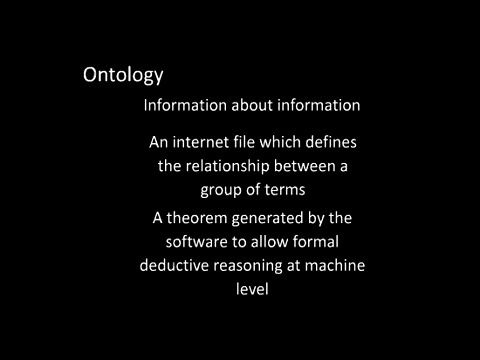 Ontology
Information about information
An internet file which defines
the relationship between a
group of terms
A theorem generated by the
software to allow formal
deductive reasoning at machine
level